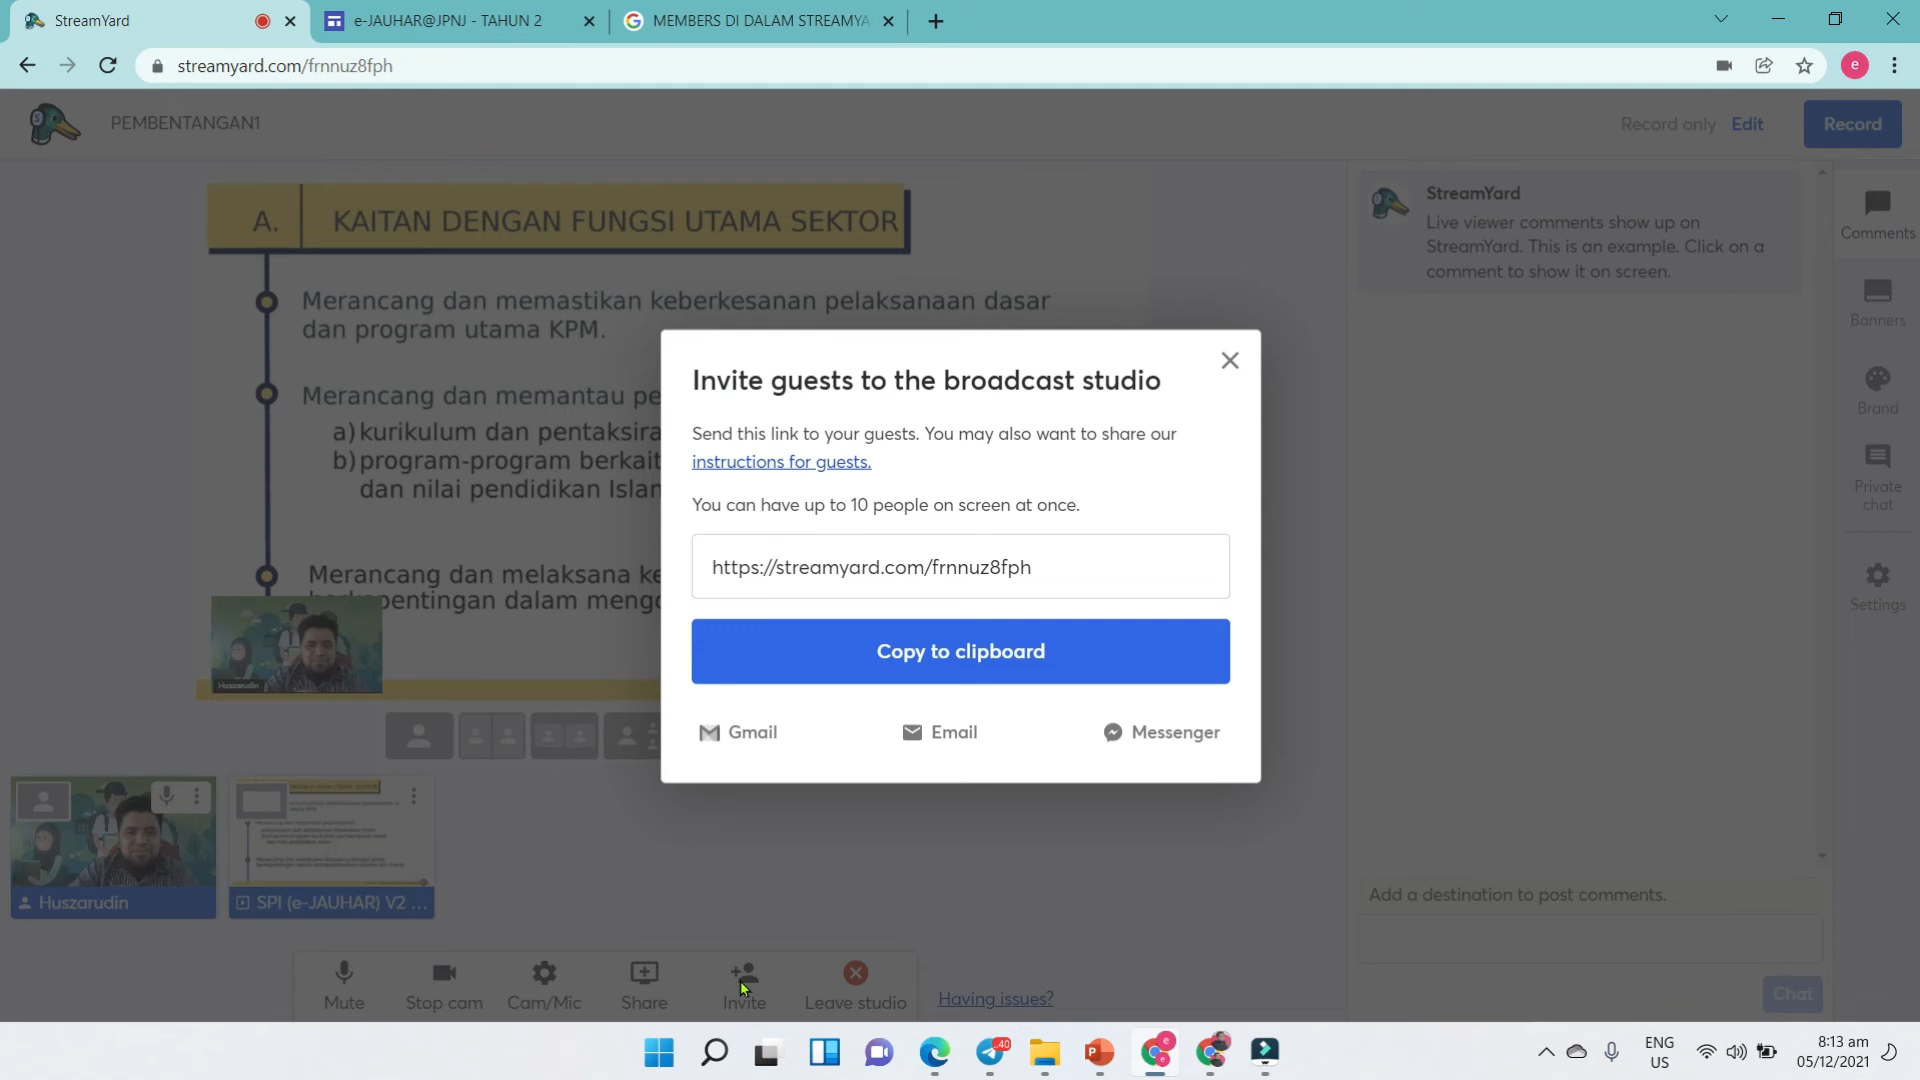 StreamYard
e-JAUHAR@JPNJ - TAHUN 2
MEMBERS DI DALAM STREAMYA
streamyard.com/frnnuz8fph
e
PEMBENTANGAN1
Record only
Edit
Record
A.
KAITAN DENGAN FUNGSI UTAMA SEKTOR
Merancang dan memastikan keberkesanan pelaksanaan dasar
dan program utama KPM.
Merancang dan memantau pe
a) kurikulum dan pentaksira
b) program-program berkait
dan nilai pendidikan Islan
Merancang dan melaksana ke
pentingan dalam mengo
Huszarudin
Invite guests to the broadcast studio
Send this link to your guests. You may also want to share our
instructions for guests.
You can have up to 10 people on screen at once.
https://streamyard.com/frnnuz8fph
Copy to clipboard
Gmail
Email
Messenger
StreamYard
Live viewer comments show up on
StreamYard. This is an example. Click on a
comment to show it on screen.
Comments
Banners
Brand
Private
chat
Settings
Add a destination to post comments.
Chat
Huszarudin
SPI (e-JAUHAR) V2 ...
Mute
Stop cam
Cam/Mic
Share
Invite
Leave studio
Having issues?
40
ENG
US
8:13 am
05/12/2021